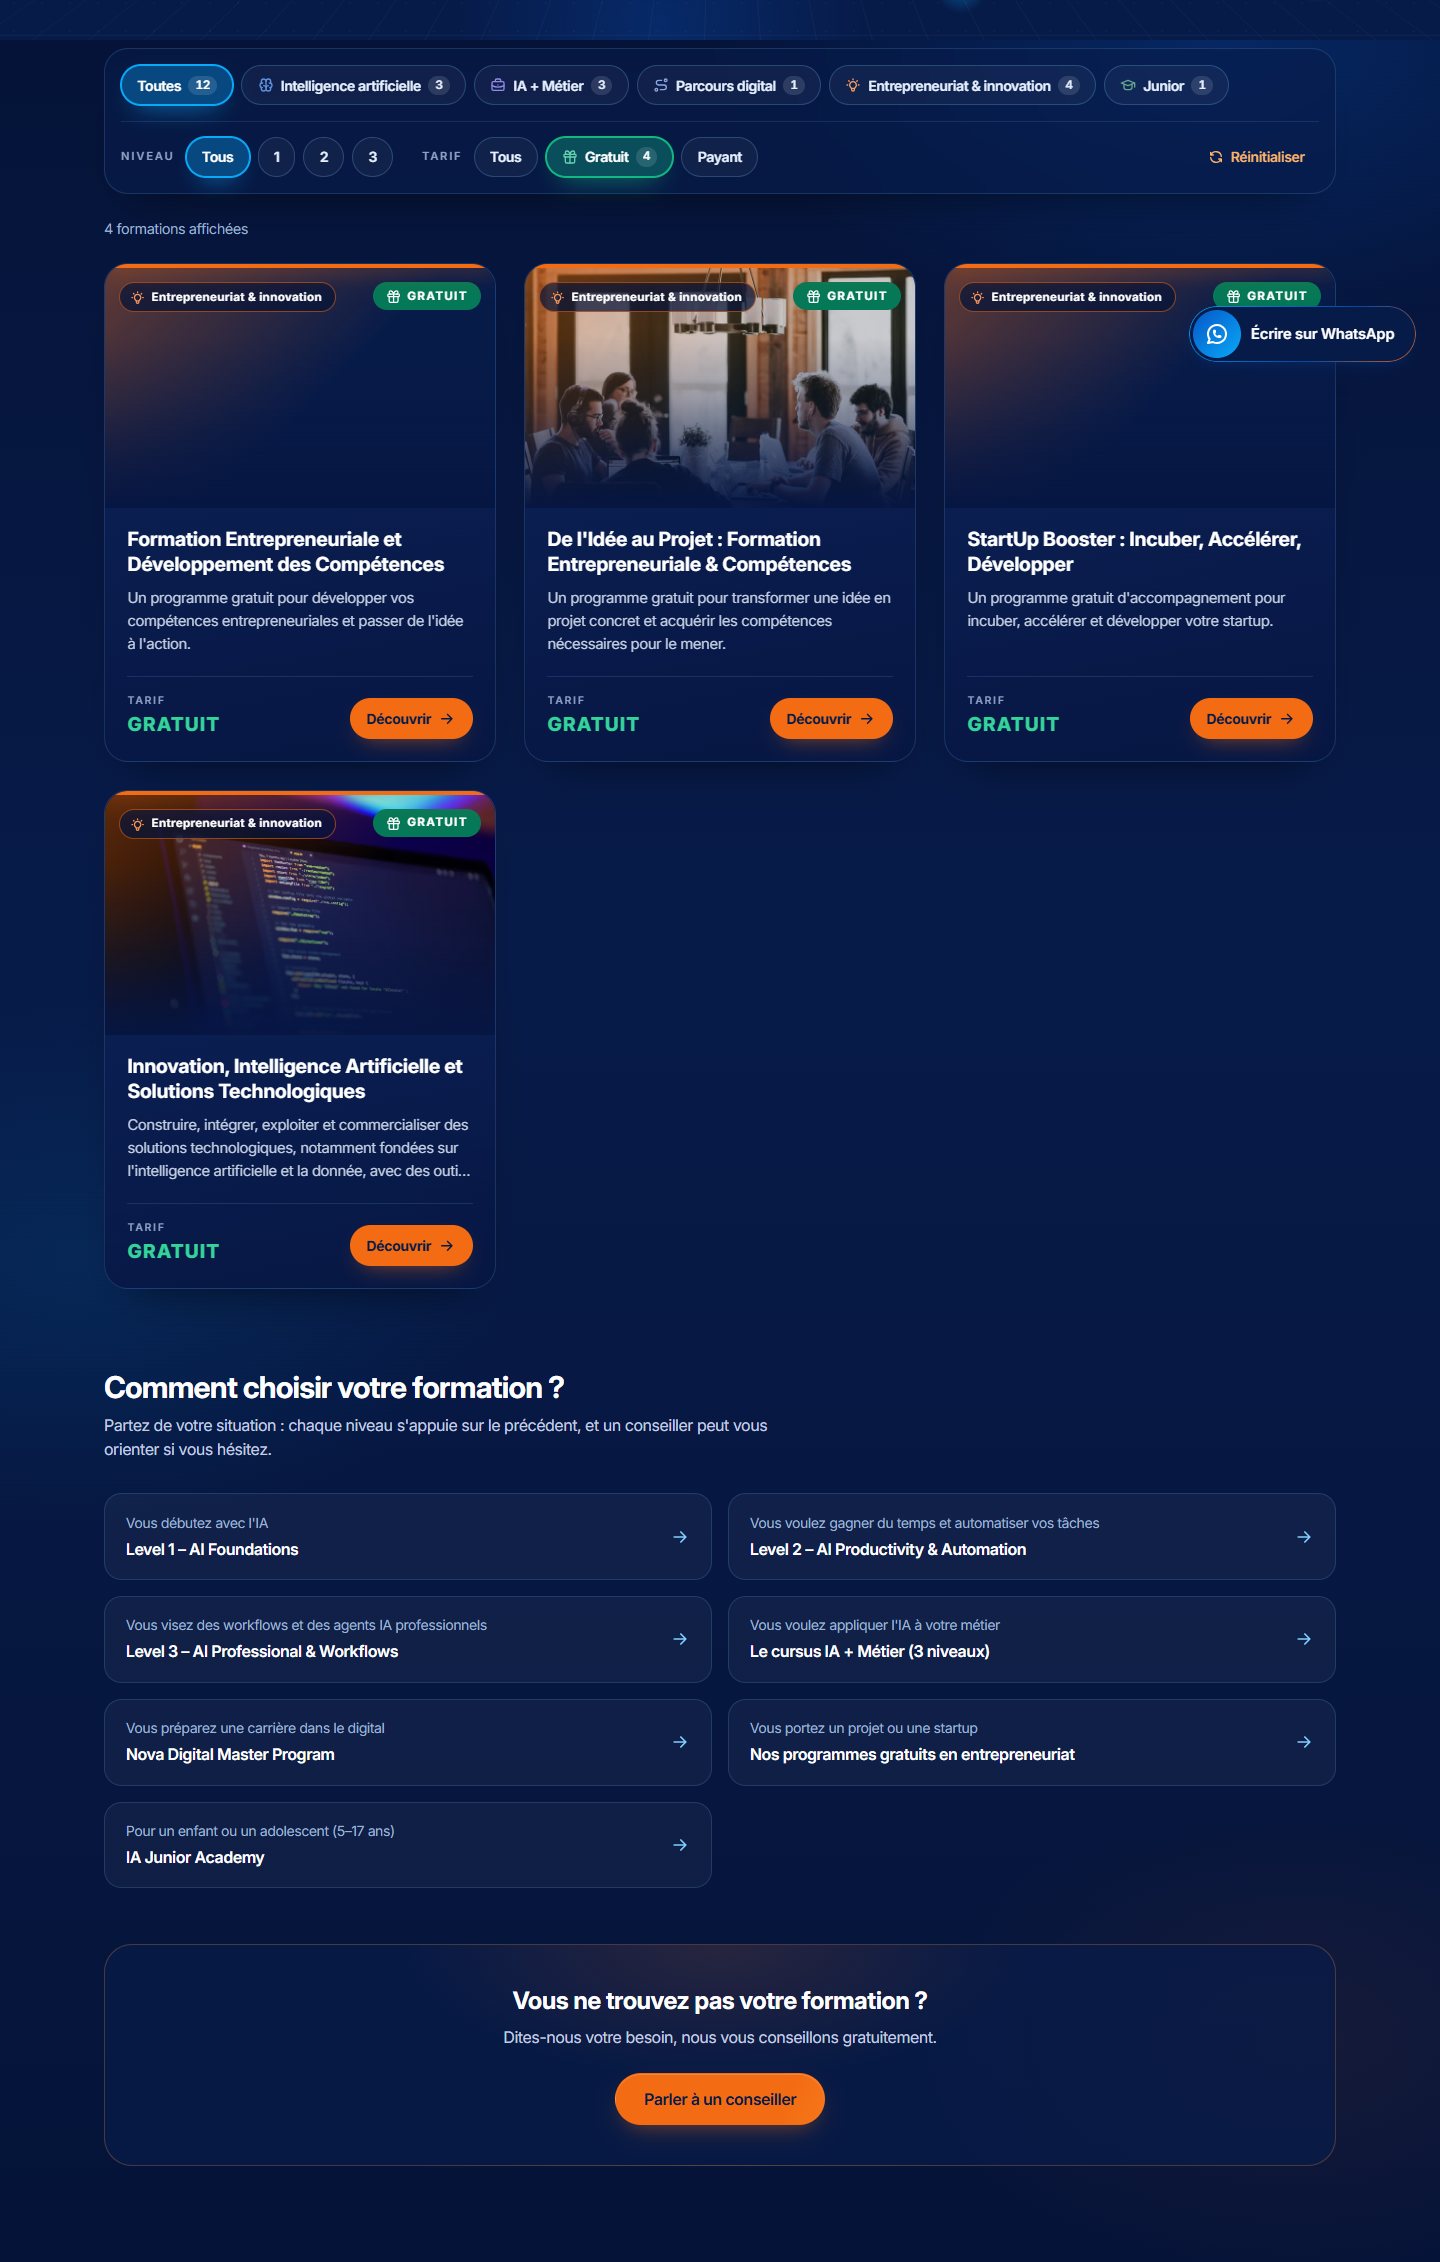 Toutes 12 Intelligence artificielle 3 IA + Métier 3 Parcours digital 1 Entrepreneuriat & innovation 4 Junior 1
NIVEAU Tous 1 2 3 TARIF Tous Gratuit 4 Payant Réinitialiser
4 formations affichées
Entrepreneuriat & innovation GRATUIT
Formation Entrepreneuriale et
Développement des Compétences
Un programme gratuit pour développer vos
compétences entrepreneuriales et passer de l'idée
à l'action.
TARIF
GRATUIT
Découvrir
Entrepreneuriat & innovation GRATUIT
De l'Idée au Projet : Formation
Entrepreneuriale & Compétences
Un programme gratuit pour transformer une idée en
projet concret et acquérir les compétences
nécessaires pour le mener.
TARIF
GRATUIT
Découvrir
Entrepreneuriat & innovation GRATUIT
Écrire sur WhatsApp
StartUp Booster : Incuber, Accélérer,
Développer
Un programme gratuit d'accompagnement pour
incuber, accélérer et développer votre startup.
TARIF
GRATUIT
Découvrir
Entrepreneuriat & innovation GRATUIT
Innovation, Intelligence Artificielle et
Solutions Technologiques
Construire, intégrer, exploiter et commercialiser des
solutions technologiques, notamment fondées sur
l'intelligence artificielle et la donnée, avec des outi...
TARIF
GRATUIT
Découvrir
Comment choisir votre formation ?
Partez de votre situation : chaque niveau s'appuie sur le précédent, et un conseiller peut vous
orienter si vous hésitez.
Vous débutez avec l'IA
Level 1 – AI Foundations
Vous voulez gagner du temps et automatiser vos tâches
Level 2 – AI Productivity & Automation
Vous visez des workflows et des agents IA professionnels
Level 3 – AI Professional & Workflows
Vous voulez appliquer l'IA à votre métier
Le cursus IA + Métier (3 niveaux)
Vous préparez une carrière dans le digital
Nova Digital Master Program
Vous portez un projet ou une startup
Nos programmes gratuits en entrepreneuriat
Pour un enfant ou un adolescent (5–17 ans)
IA Junior Academy
Vous ne trouvez pas votre formation ?
Dites-nous votre besoin, nous vous conseillons gratuitement.
Parler à un conseiller